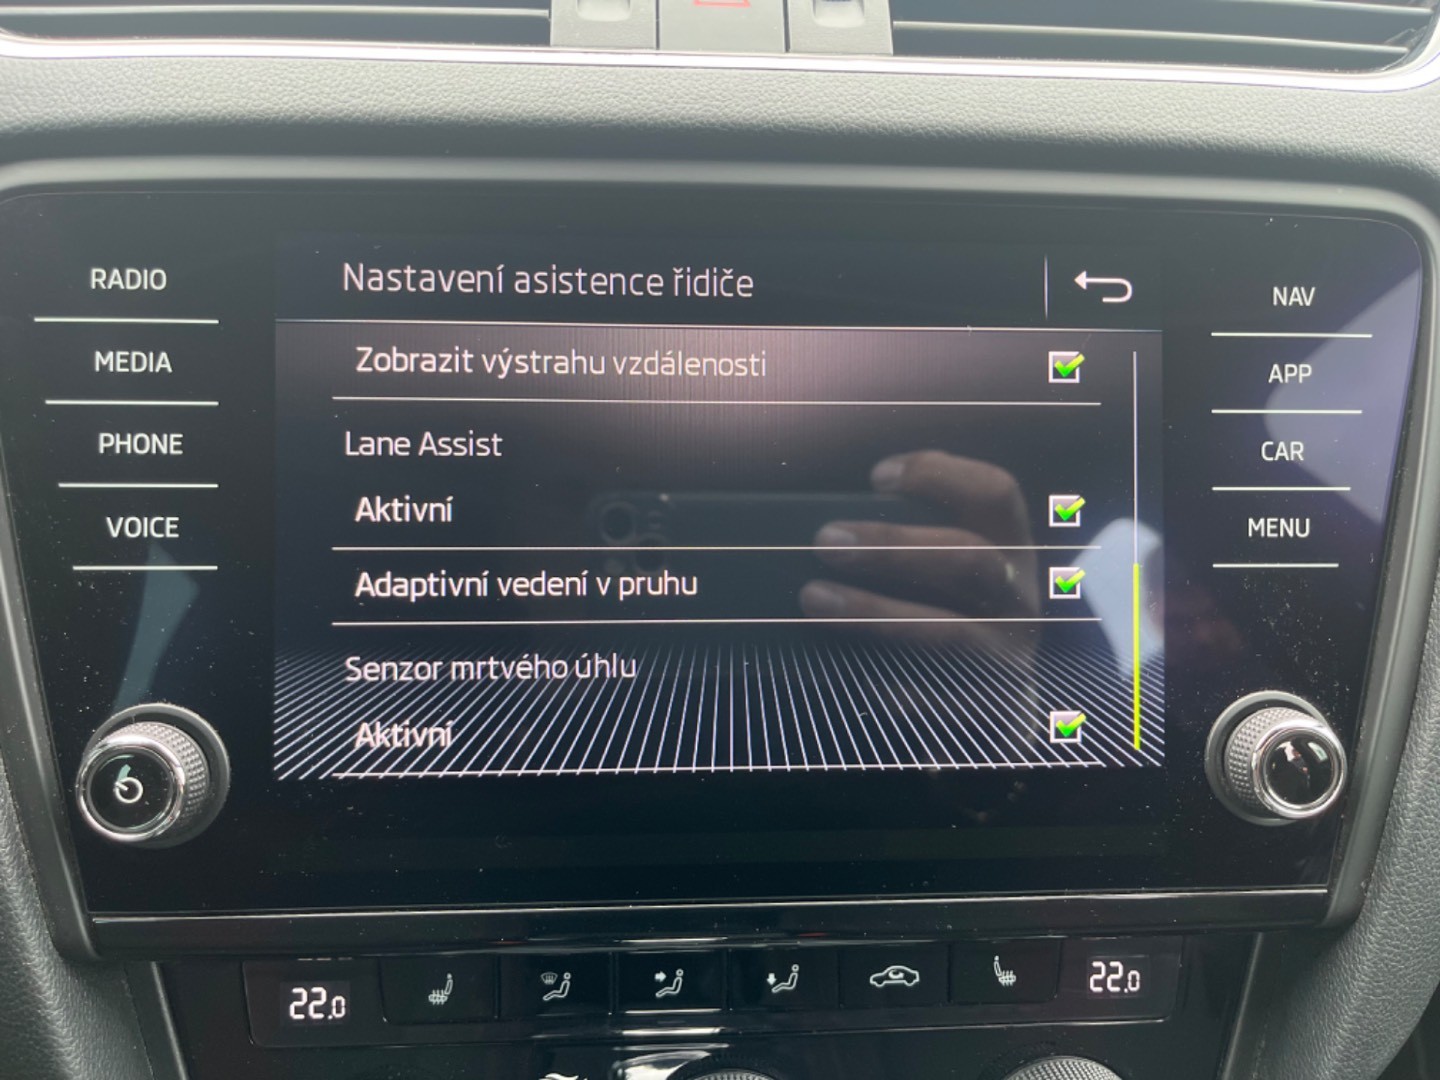 RADIO
MEDIA
PHONE
VOICE
Nastavení asistence řidiče
Zobrazit výstrahu vzdálenosti
Lane Assist
Aktivní
Adaptivní vedení v pruhu
Senzor mrtvého úhlu
Aktivní
NAV
APP
CAR
MENU
22.0
22.0